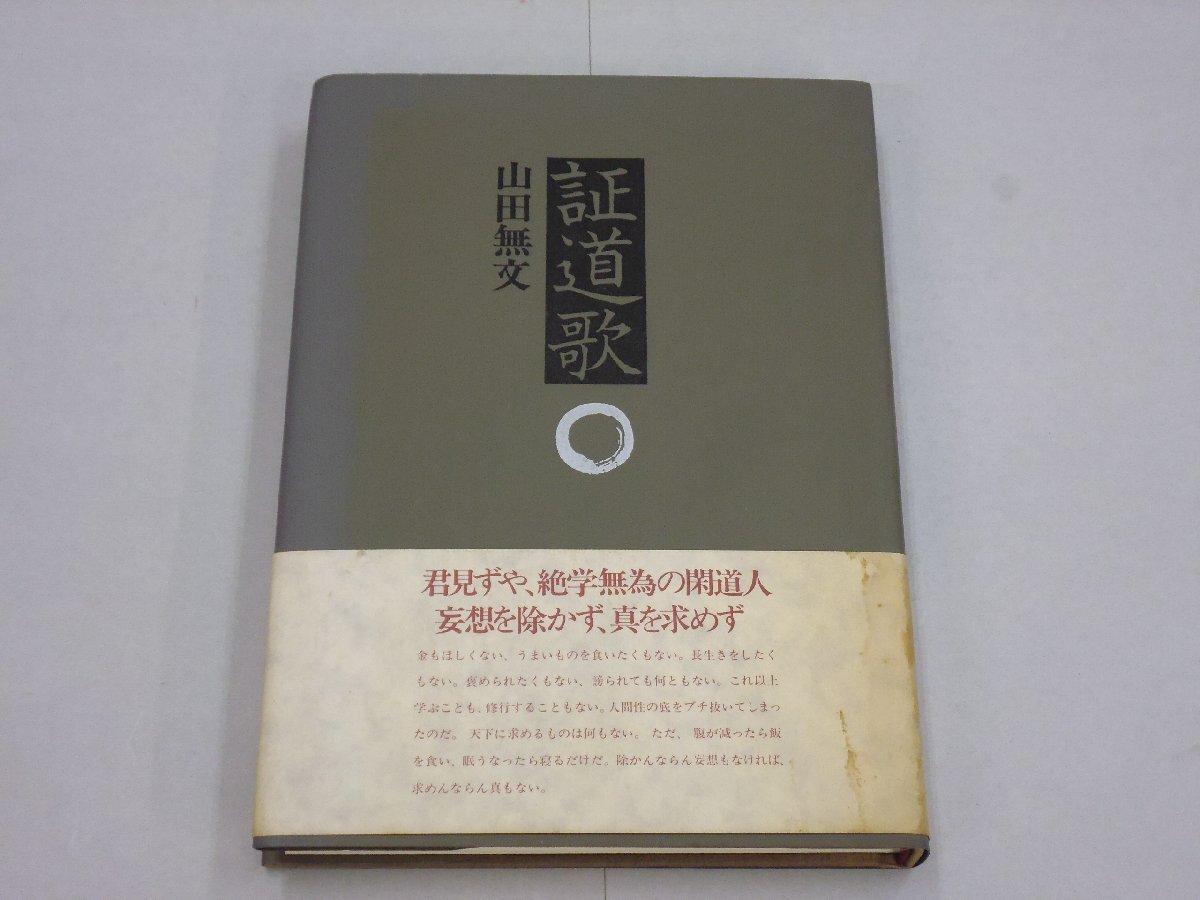 証道歌
山田無文
君見ずや、絶学無為の閑道人
妄想を除かず、真を求めず
金もほしくない、うまいものを食いたくもない。長生きをしたく
もない。褒められたくもない、謗られても何ともない。これ以上
学ぶことも、修行することもない。人間性の底をブチ抜いてしまっ
たのだ。天下に求めるものは何もない。ただ、腹が減ったら飯
を食い、眠うなったら寝るだけだ。除かんならん妄想もなければ、
求めんならん真もない。